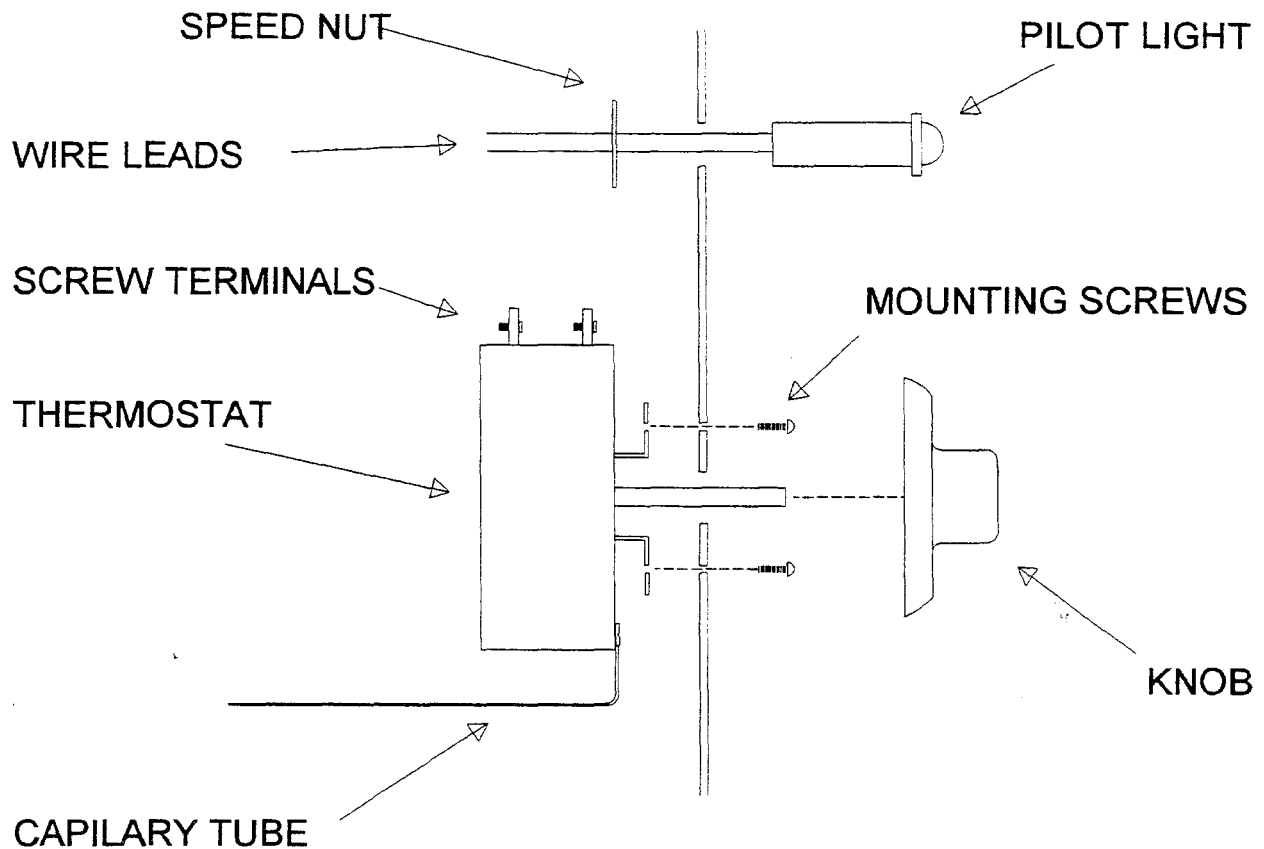 SPEED NUT
PILOT LIGHT
WIRE LEADS
SCREW TERMINALS
MOUNTING SCREWS
THERMOSTAT
KNOB
CAPILARY TUBE